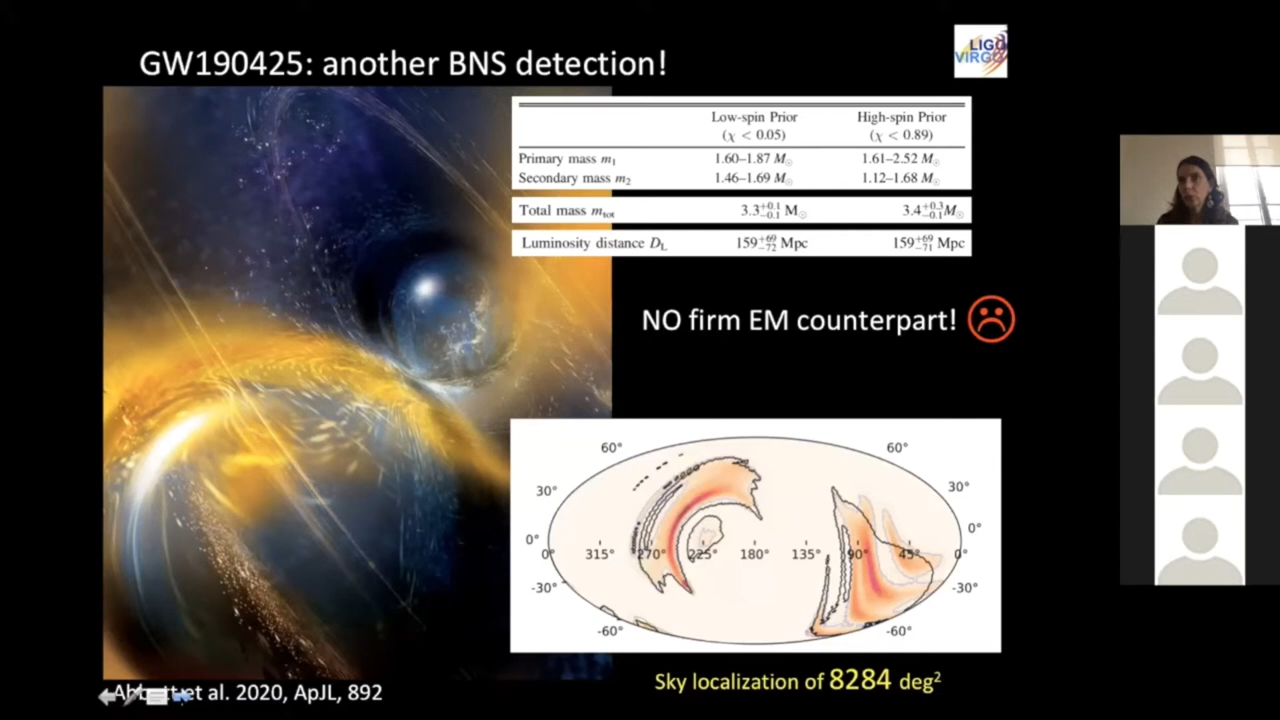 GW190425: another BNS detection!
LIGO
VIRGO
Low-spin Prior High-spin Prior
(χ < 0.05) (χ < 0.89)
Primary mass m₁ 1.60–1.87 M☉ 1.61–2.52 M☉
Secondary mass m₂ 1.46–1.69 M☉ 1.12–1.68 M☉
Total mass mtot 3.3+0.1−0.1 M☉ 3.4+0.3−0.1 M☉
Luminosity distance DL 159+69−72 Mpc 159+69−71 Mpc
NO firm EM counterpart!
60° 60°
30° 30°
0° 0°
0° 315° 270° 225° 180° 135° 90° 45° 0°
-30° -30°
-60° -60°
Sky localization of 8284 deg²
Abbott et al. 2020, ApJL, 892